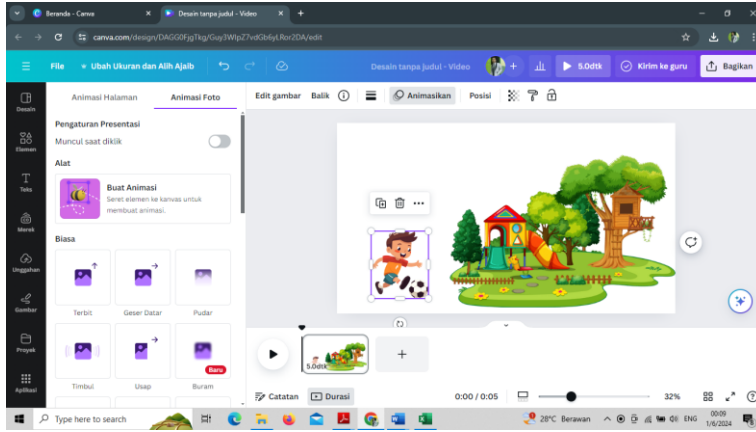 Beranda - Canva
Desain tanpa judul - Video
canva.com/design/DAGG0FjgTkg/Guy3WlpZ7vdGb6yLRor2DA/edit
File
Ubah Ukuran dan Alih Ajaib
Desain tanpa judul - Video
5.0dtk
Kirim ke guru
Bagikan
Desain
Elemen
Teks
Merek
Unggahan
Gambar
Proyek
Aplikasi
Animasi Halaman
Animasi Foto
Pengaturan Presentasi
Muncul saat diklik
Alat
Buat Animasi
Seret elemen ke kanvas untuk
membuat animasi.
Biasa
Terbit
Geser Datar
Pudar
Timbul
Usap
Baru
Buram
Edit gambar
Balik
Animasikan
Posisi
5.0dtk
Catatan
Durasi
0:00 / 0:05
32%
Type here to search
28°C Berawan
ENG
00:09
1/6/2024